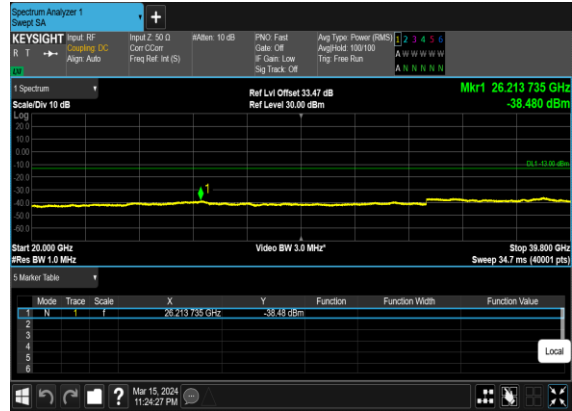 Spectrum Analyzer 1
Swept SA
KEYSIGHT
R T
Input: RF
Coupling: DC
Align: Auto
Input Z: 50 Ω
Corr CCorr
Freq Ref: Int (S)
#Atten: 10 dB
PNO: Fast
Gate: Off
IF Gain: Low
Sig Track: Off
Avg Type: Power (RMS)
Avg|Hold: 100/100
Trig: Free Run
1 2 3 4 5 6
A W W W W W
A N N N N N
1 Spectrum
Scale/Div 10 dB
Ref Lvl Offset 33.47 dB
Ref Level 30.00 dBm
Mkr1 26.213 735 GHz
-38.480 dBm
Log
20.0
10.0
0.00
-10.0
-20.0
-30.0
-40.0
-50.0
-60.0
DL1 -13.00 dBm
1
Start 20.000 GHz
#Res BW 1.0 MHz
Video BW 3.0 MHz*
Stop 39.800 GHz
Sweep 34.7 ms (40001 pts)
5 Marker Table
Mode Trace Scale X Y Function Function Width Function Value
1 N 1 f 26.213 735 GHz -38.48 dBm
2
3
4
5
6
Local
?
Mar 15, 2024
11:24:27 PM